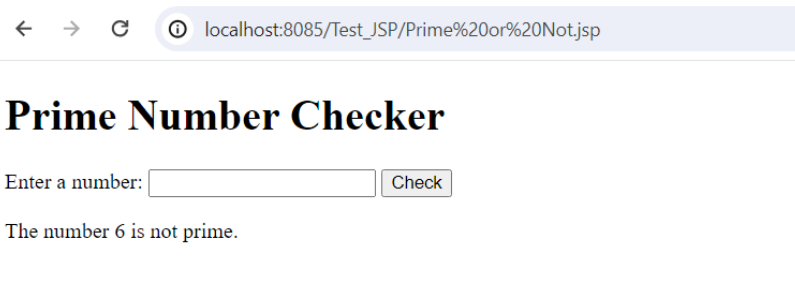 localhost:8085/Test_JSP/Prime%20or%20Not.jsp
Prime Number Checker
Enter a number: Check
The number 6 is not prime.